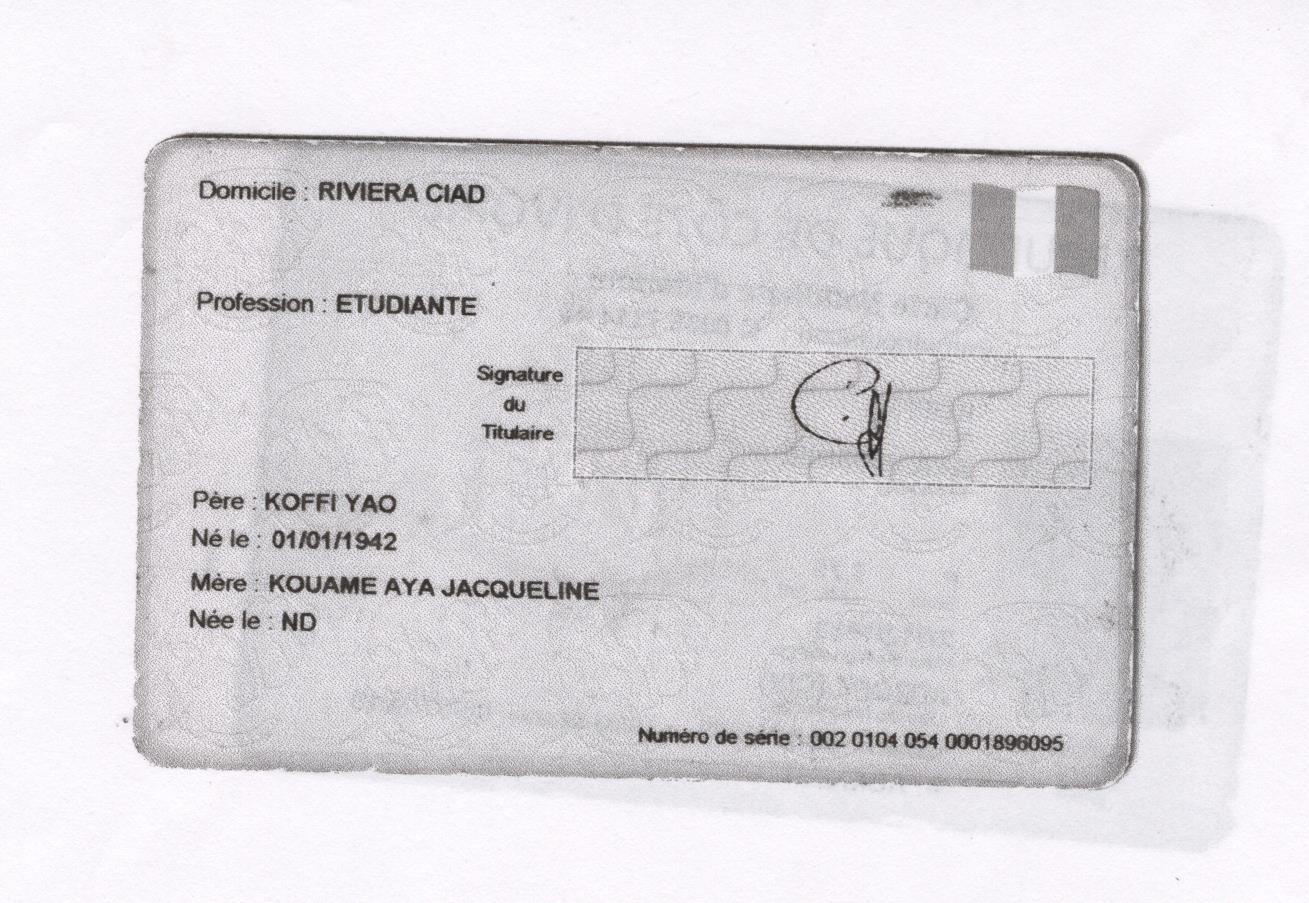 Domicile : RIVIERA CIAD
Profession : ETUDIANTE
Signature
du
Titulaire
Père : KOFFI YAO
Né le : 01/01/1942
Mère : KOUAME AYA JACQUELINE
Née le : ND
Numéro de série : 002 0104 054 0001896095